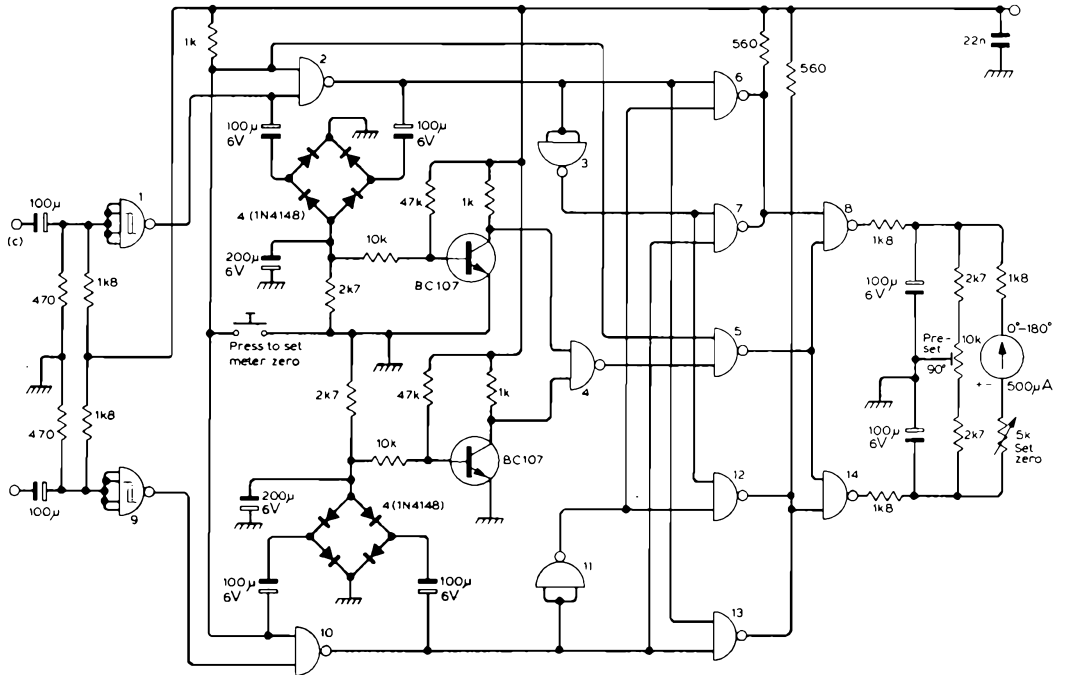 1k
2
560
560
22n
6
100μ
6V
100μ
6V
3
100μ
(c)
1
4 (1N4148)
47k
1k
7
8
1k8
200μ
6V
10k
BC107
470
1k8
2k7
100μ
6V
2k7
1k8
Press to set
meter zero
5
Pre-
set
90°
10k
0°-180°
+ -
500μA
470
1k8
2k7
47k
1k
4
100μ
6V
2k7
5k
Set
zero
10k
BC107
100μ
9
200μ
6V
4 (1N4148)
12
14
1k8
100μ
6V
100μ
6V
11
10
13